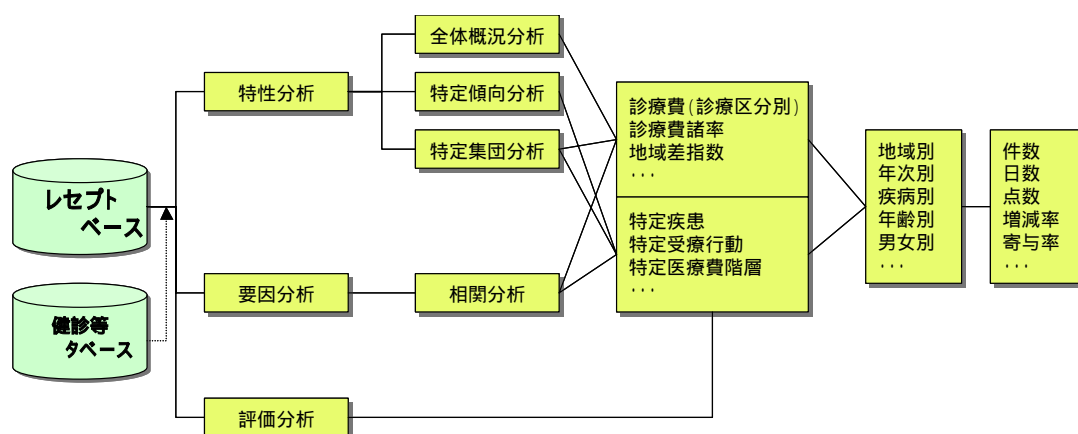 全体概況分析
特性分析
特定傾向分析
特定集団分析
診療費(診療区分別)
診療費諸率
地域差指数
･･･
地域別
年次別
疾病別
年齢別
男女別
･･･
件数
日数
点数
増減率
寄与率
･･･
レセプト
ベース
特定疾患
特定受療行動
特定医療費階層
･･･
要因分析
相関分析
健診等
タベース
評価分析